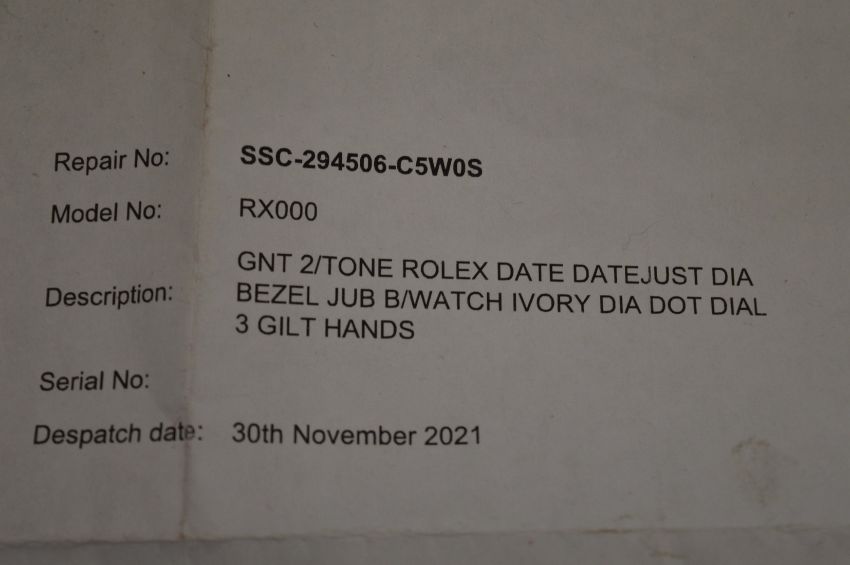 Repair No: SSC-294506-C5W0S
Model No: RX000
Description: GNT 2/TONE ROLEX DATE DATEJUST DIA
BEZEL JUB B/WATCH IVORY DIA DOT DIAL
3 GILT HANDS
Serial No:
Despatch date: 30th November 2021